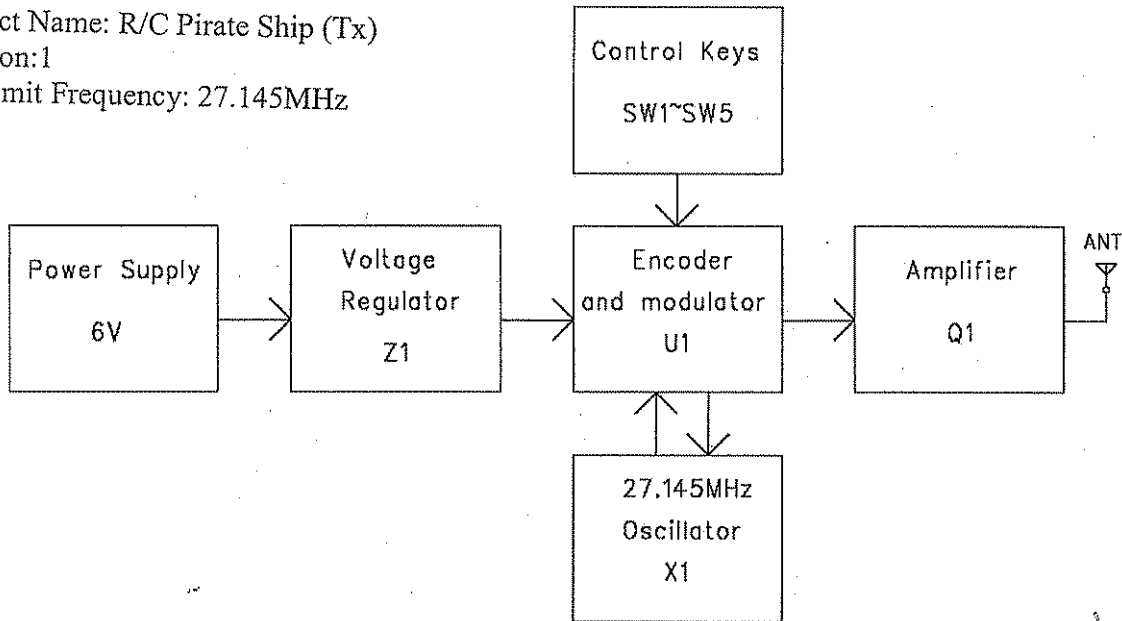 ct Name: R/C Pirate Ship (Tx)
on:1
mit Frequency: 27.145MHz
Control Keys
SW1~SW5
Power Supply
6V
Voltage
Regulator
Z1
Encoder
and modulator
U1
Amplifier
Q1
ANT
27.145MHz
Oscillator
X1